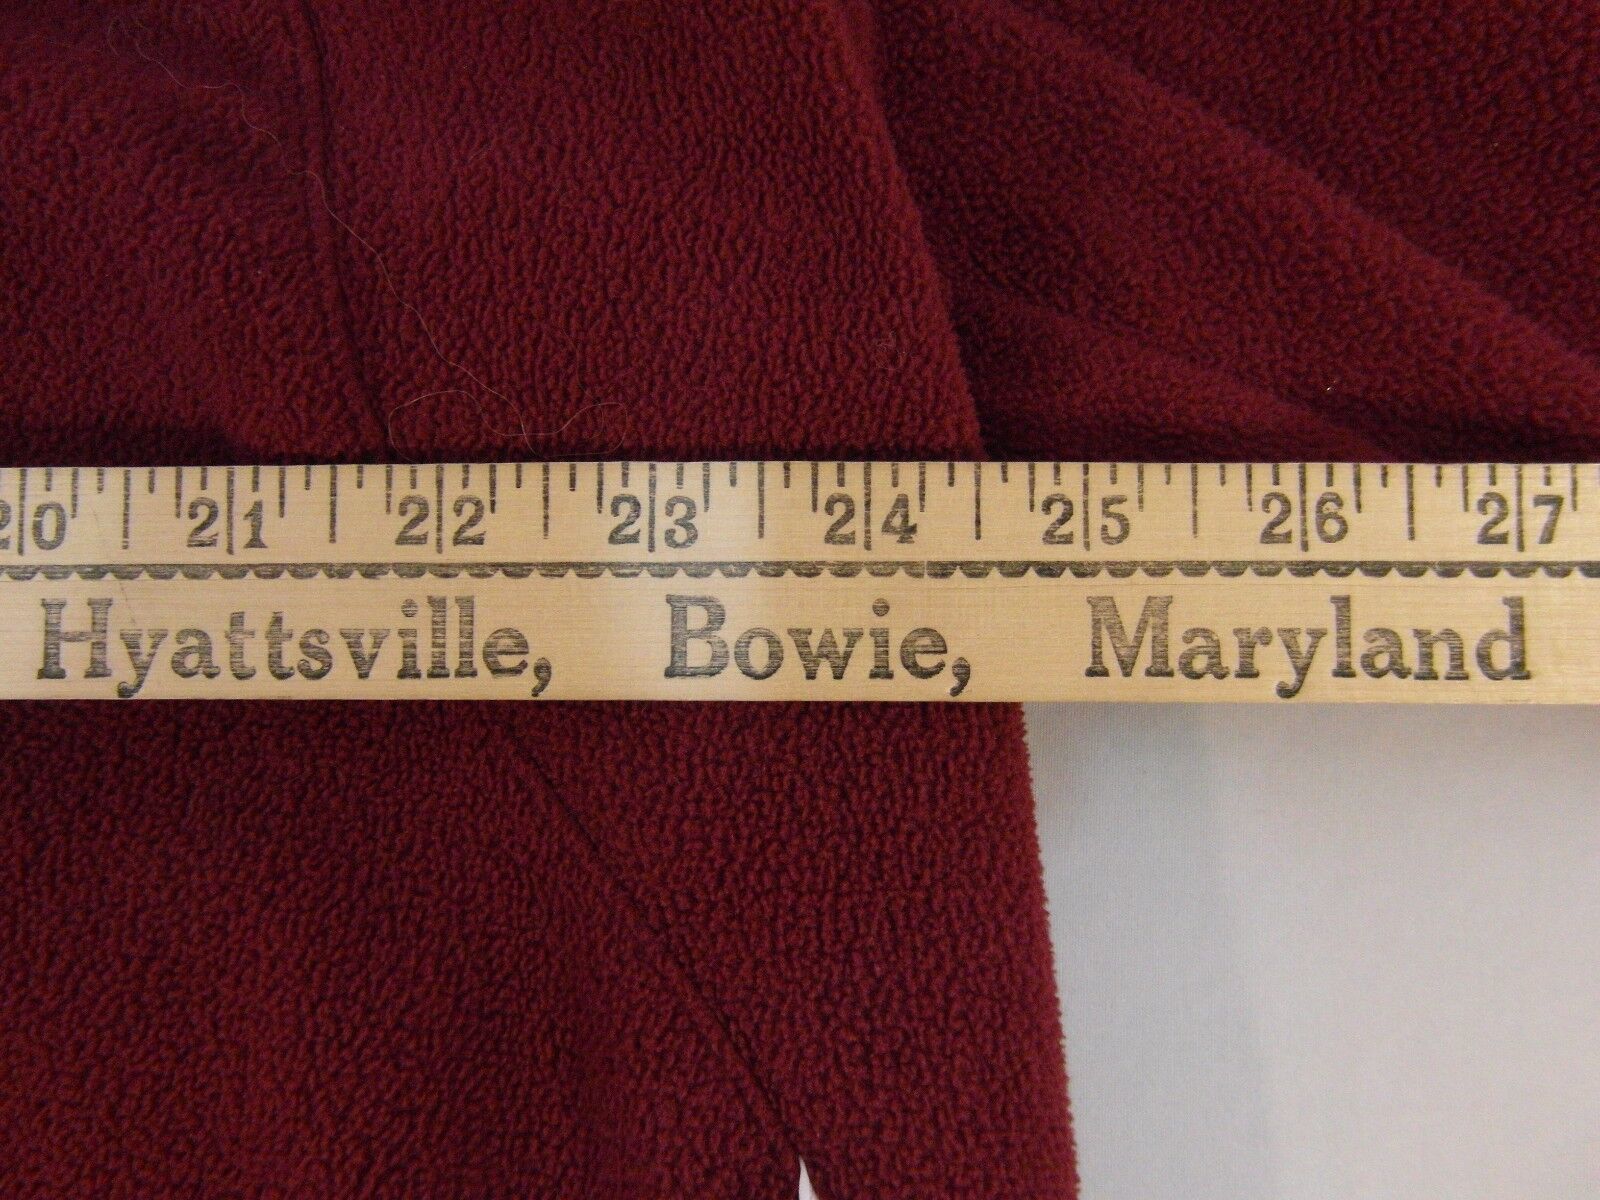 20 21 22 23 24 25 26 27
Hyattsville, Bowie, Maryland